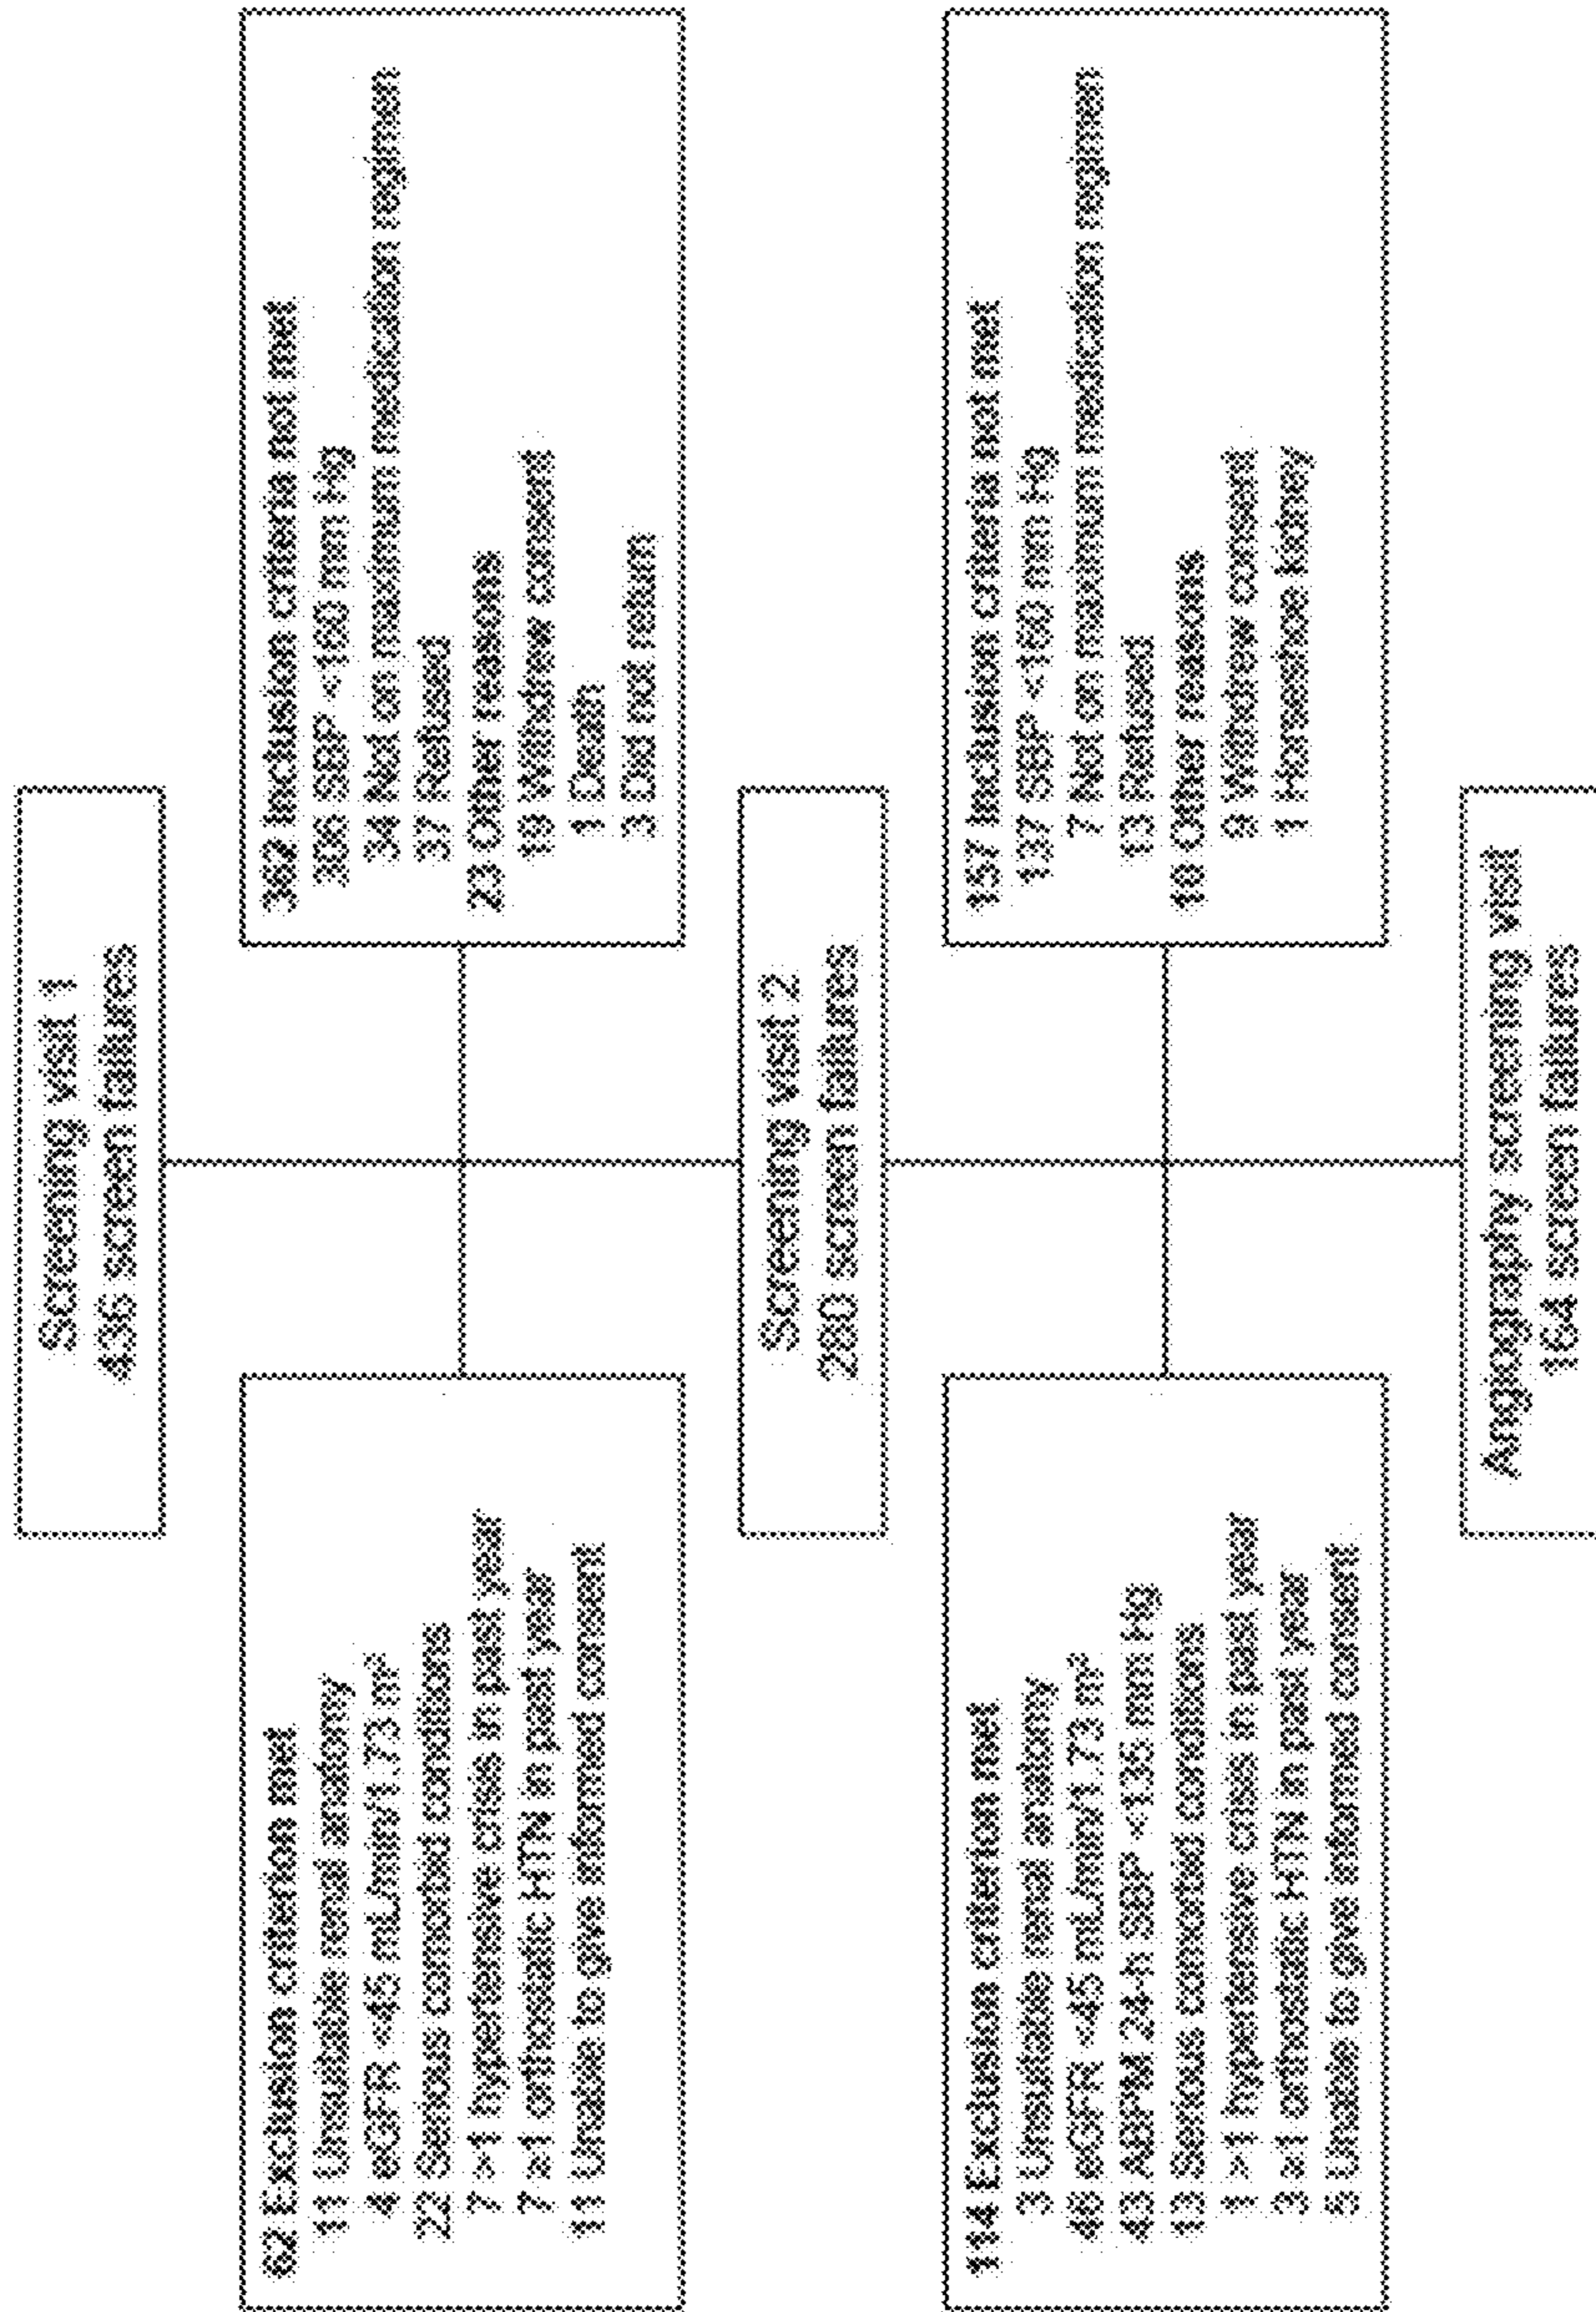 Screening visit 1
436 screen failures
62 Exclusion criterion met
11 Unsuitable renal anatomy
4 eGFR <45 mL/min/1.73 m²
22 Serious comorbid conditions
7 >1 hypertensive crisis in past year
7 ≥1 orthostatic HTN in past year
11 Unable to give informed consent
362 Inclusion criteria not met
306 SBP <160 mm Hg
34 Not on maximum medication regimen
37 Refused
23 Other reasons
19 Withdrew consent
1 Death
3 Did not return
Screening visit 2
280 screen failures
114 Exclusion criterion met
3 Unsuitable renal anatomy
46 eGFR <45 mL/min/1.73 m²
43 ABPM 24-h SBP <135 mm Hg
13 Serious comorbid conditions
1 >1 hypertensive crisis in past year
3 ≥1 orthostatic HTN in past year
5 Unable to give informed consent
157 Inclusion criteria not met
137 SBP <160 mm Hg
7 Not on maximum medication regimen
13 Refused
10 Other reasons
9 Withdrew consent
1 Horseshoe kidney
Angiography screening visit
164 screen failures